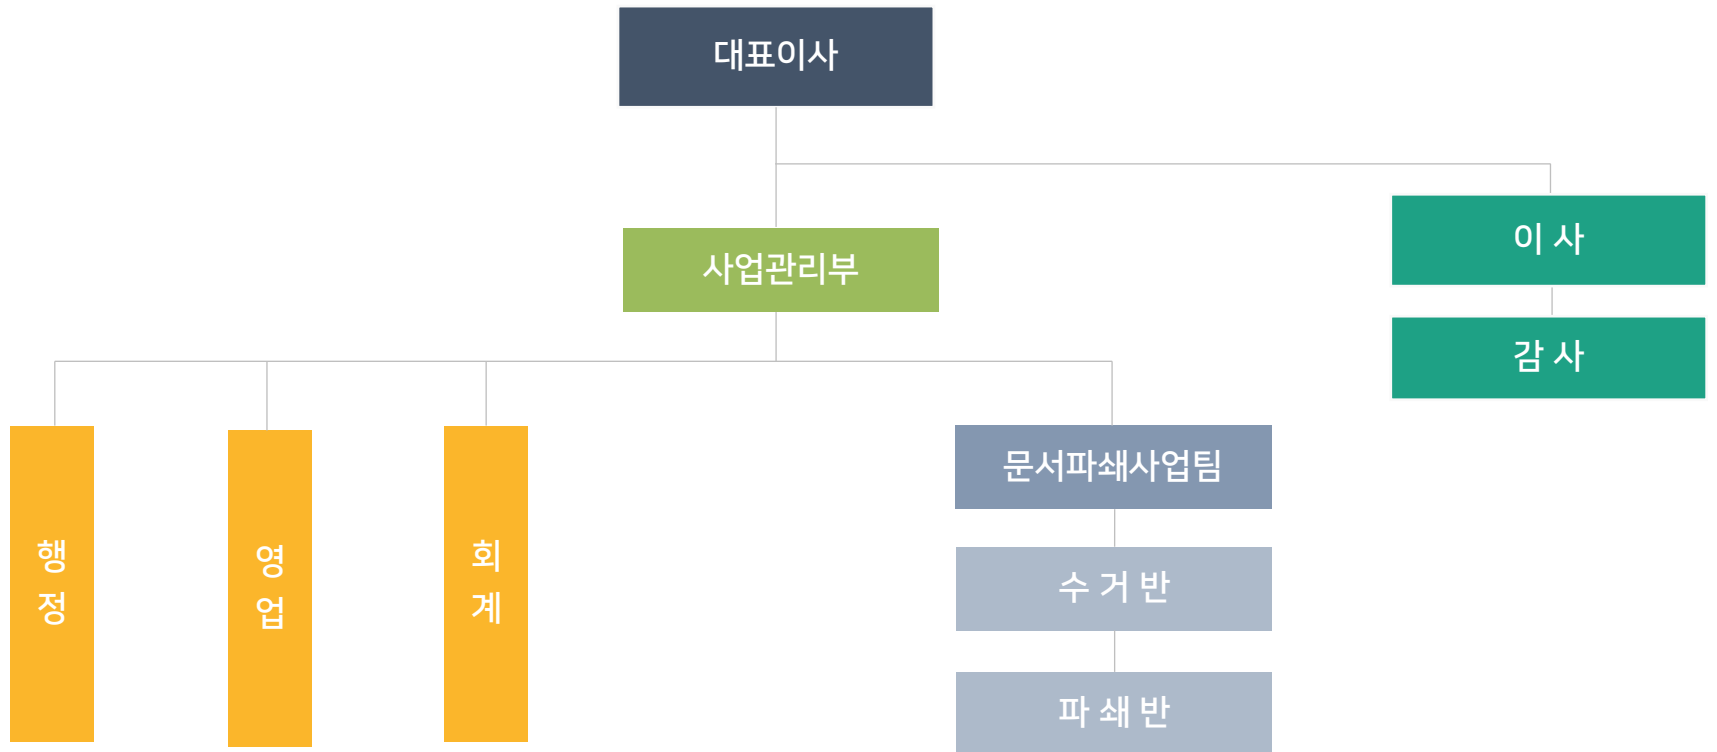 대표이사
이 사
사업관리부
감 사
문서파쇄사업팀
행
정
영
업
회
계
수 거 반
파 쇄 반